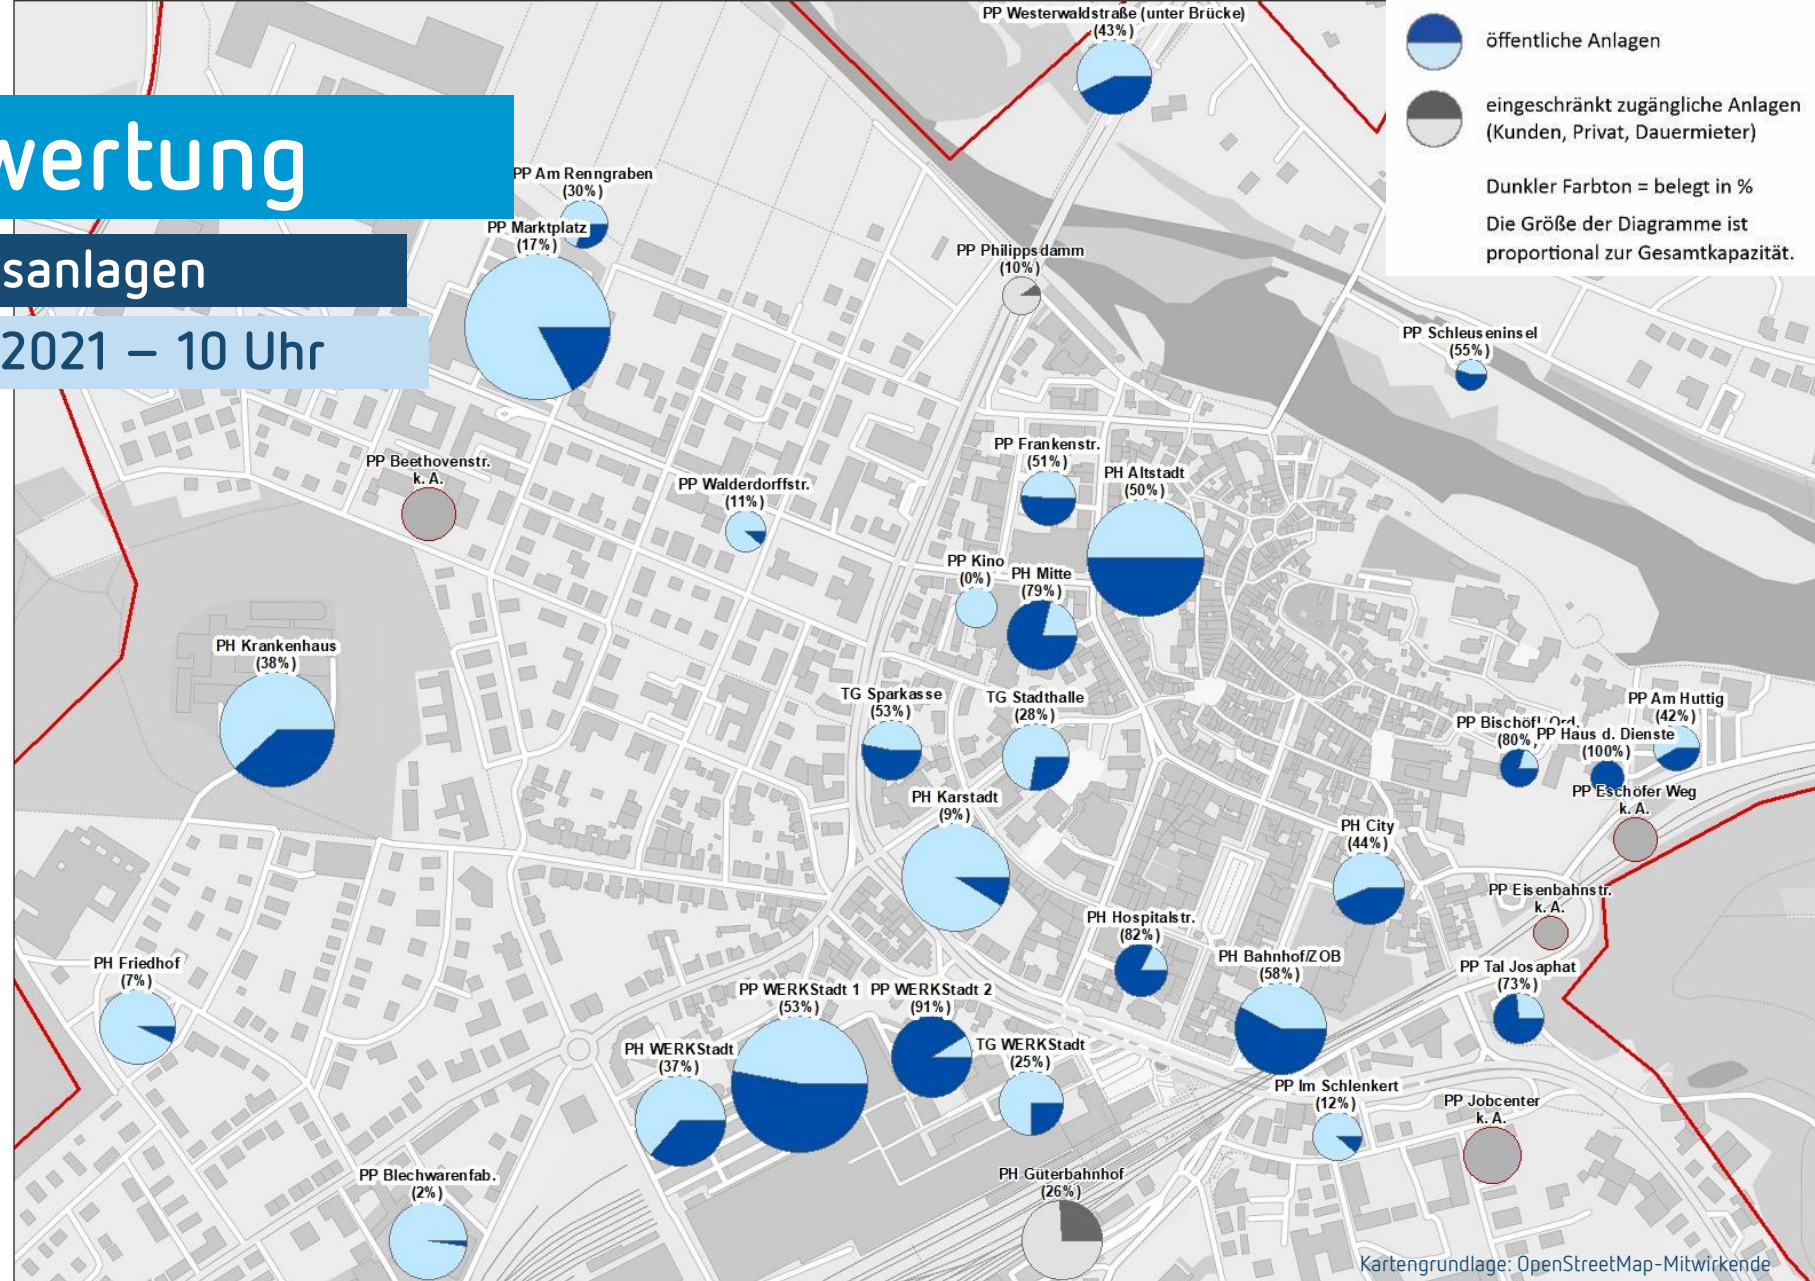 wertung
sanlagen
2021 – 10 Uhr
öffentliche Anlagen
eingeschränkt zugängliche Anlagen
(Kunden, Privat, Dauermieter)
Dunkler Farbton = belegt in %
Die Größe der Diagramme ist
proportional zur Gesamtkapazität.
PP Westerwaldstraße (unter Brücke)
(43%)
PP Am Renngraben
(30%)
PP Marktplatz
(17%)
PP Philippsdamm
(10%)
PP Schleuseninsel
(55%)
PP Beethovenstr.
k. A.
PP Walderdorffstr.
(11%)
PP Frankenstr.
(51%)
PH Altstadt
(50%)
PP Kino
(0%)
PH Mitte
(79%)
PH Krankenhaus
(38%)
TG Sparkasse
(53%)
TG Stadthalle
(28%)
PP Am Huttig
(42%)
PP Bischöfl. Ord.
(80%)
PP Haus d. Dienste
(100%)
PP Eschöfer Weg
k. A.
PH Karstadt
(9%)
PH City
(44%)
PP Eisenbahnstr.
k. A.
PH Hospitalstr.
(82%)
PH Bahnhof/ZOB
(58%)
PP Tal Josaphat
(73%)
PH Friedhof
(7%)
PP WERKStadt 1
(53%)
PP WERKStadt 2
(91%)
PH WERKStadt
(37%)
TG WERKStadt
(25%)
PP Im Schlenkert
(12%)
PP Jobcenter
k. A.
PP Blechwarenfab.
(2%)
PH Güterbahnhof
(26%)
Kartengrundlage: OpenStreetMap-Mitwirkende